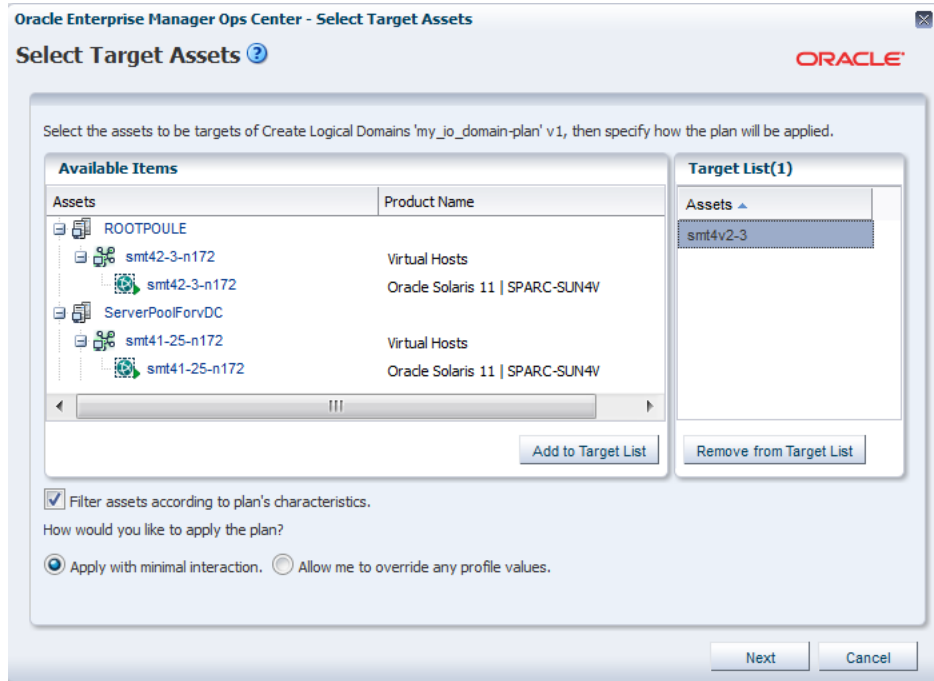 Oracle Enterprise Manager Ops Center - Select Target Assets
Select Target Assets ?
ORACLE
Select the assets to be targets of Create Logical Domains 'my_io_domain-plan' v1, then specify how the plan will be applied.
Available Items
Assets Product Name
ROOTPOULE
smt42-3-n172 Virtual Hosts
smt42-3-n172 Oracle Solaris 11 | SPARC-SUN4V
ServerPoolForvDC
smt41-25-n172 Virtual Hosts
smt41-25-n172 Oracle Solaris 11 | SPARC-SUN4V
Add to Target List
Target List(1)
Assets
smt4v2-3
Remove from Target List
Filter assets according to plan's characteristics.
How would you like to apply the plan?
Apply with minimal interaction. Allow me to override any profile values.
Next Cancel